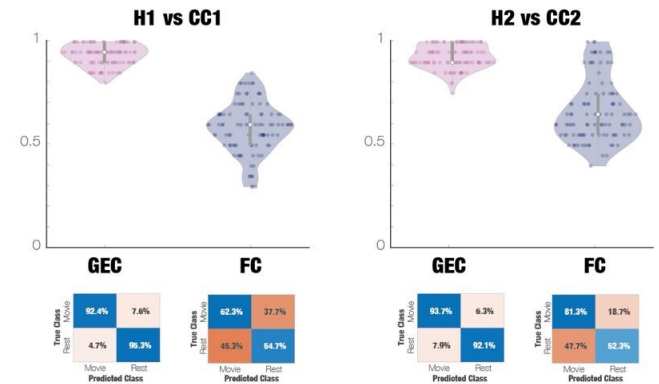 H1 vs CC1
H2 vs CC2
1
0.5
0
GEC
FC
1
0.5
0
GEC
FC
True Class
Movie
Rest
92.4%
7.6%
4.7%
95.3%
Movie
Rest
Predicted Class
True Class
Movie
Rest
62.3%
37.7%
45.3%
54.7%
Movie
Rest
Predicted Class
True Class
Movie
Rest
93.7%
6.3%
7.9%
92.1%
Movie
Rest
Predicted Class
True Class
Movie
Rest
81.3%
18.7%
47.7%
52.3%
Movie
Rest
Predicted Class